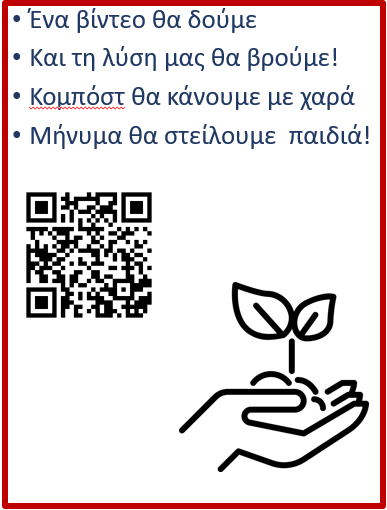 • Ένα βίντεο θα δούμε
• Και τη λύση μας θα βρούμε!
• Κομπόστ θα κάνουμε με χαρά
• Μήνυμα θα στείλουμε  παιδιά!